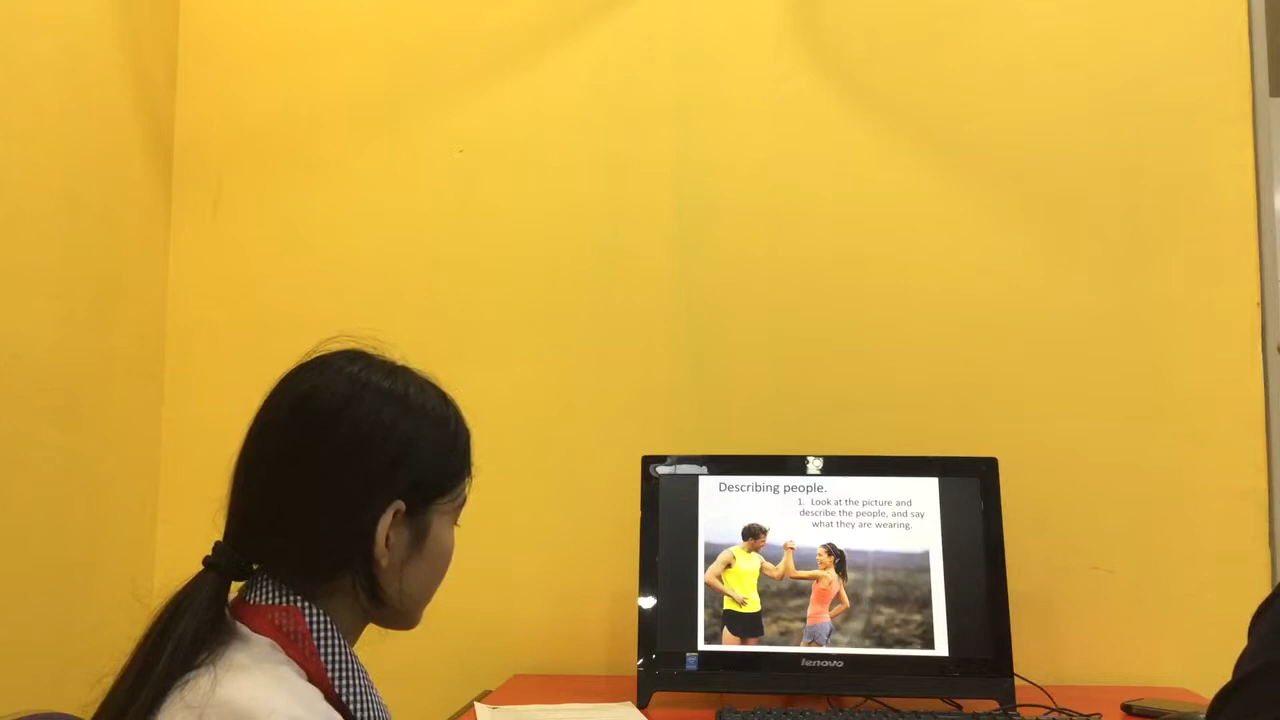 Describing people.
1. Look at the picture and
describe the people, and say
what they are wearing.
lenovo